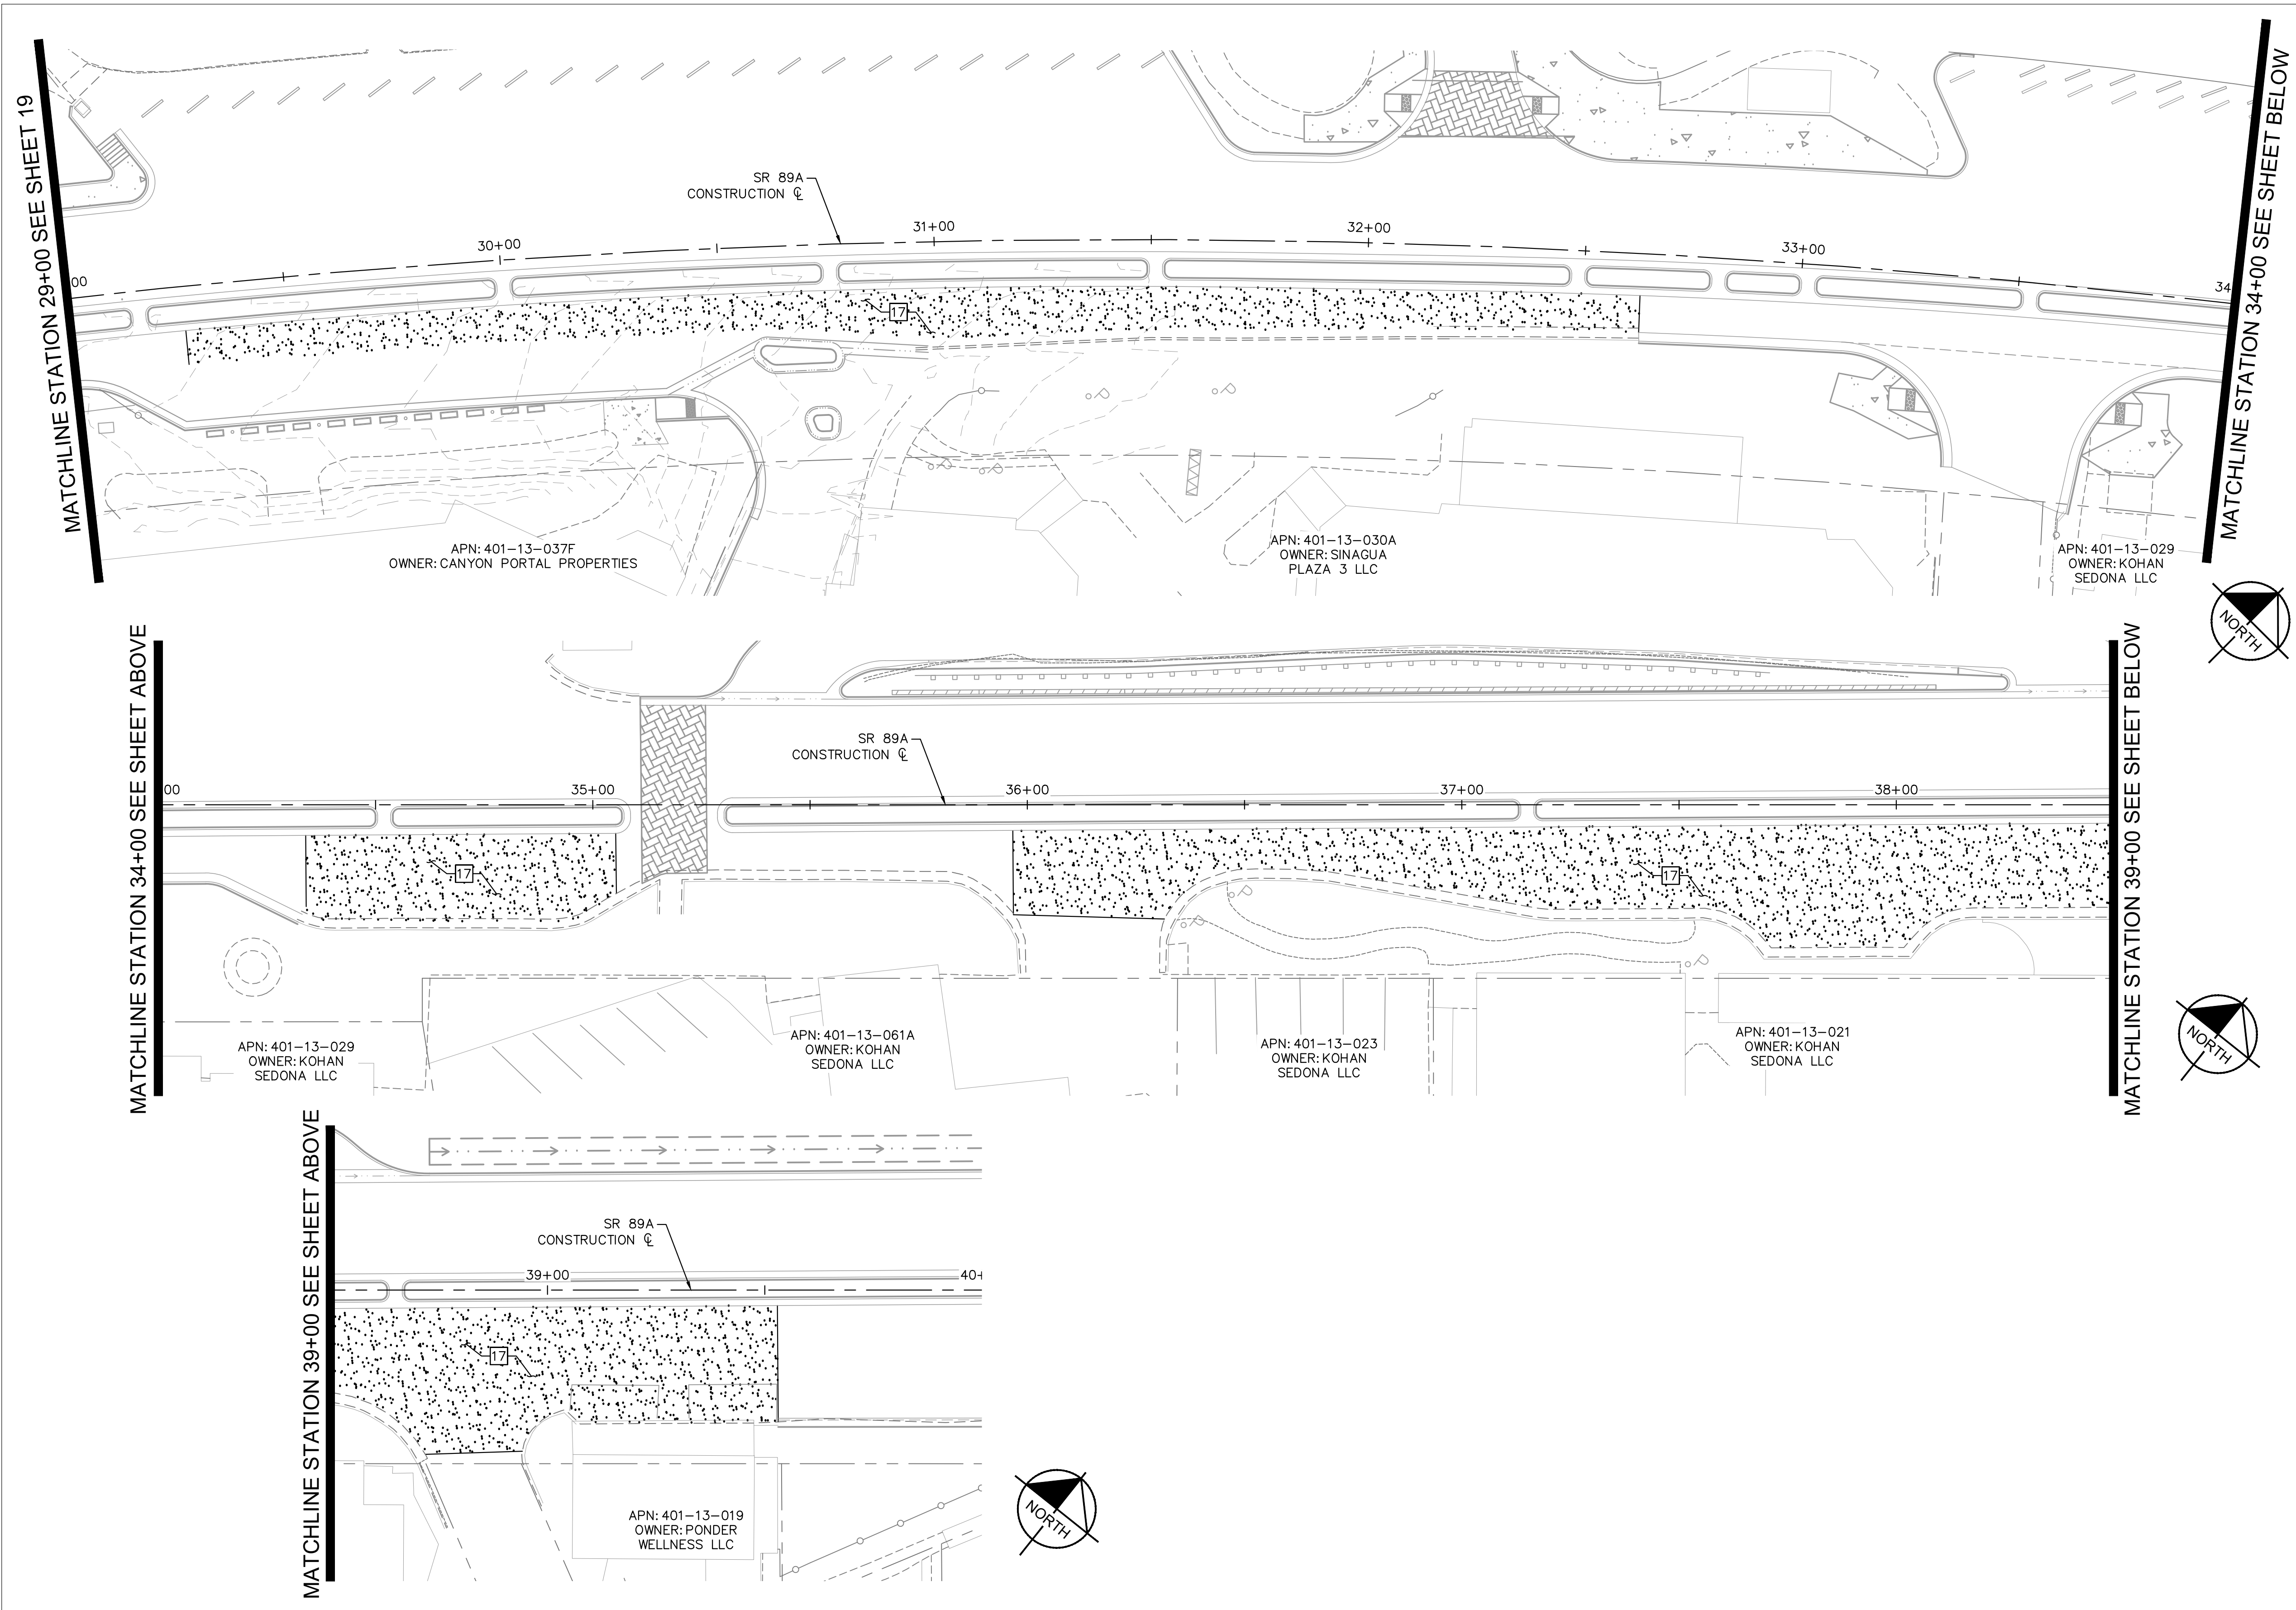 MATCHLINE STATION 29+00 SEE SHEET 19
SR 89A
CONSTRUCTION ℄
00
30+00
31+00
32+00
33+00
34
17
APN: 401-13-037F
OWNER: CANYON PORTAL PROPERTIES
APN: 401-13-030A
OWNER: SINAGUA
PLAZA 3 LLC
APN: 401-13-029
OWNER: KOHAN
SEDONA LLC
MATCHLINE STATION 34+00 SEE SHEET BELOW
NORTH
MATCHLINE STATION 34+00 SEE SHEET ABOVE
SR 89A
CONSTRUCTION ℄
00
35+00
36+00
37+00
38+00
17
17
APN: 401-13-029
OWNER: KOHAN
SEDONA LLC
APN: 401-13-061A
OWNER: KOHAN
SEDONA LLC
APN: 401-13-023
OWNER: KOHAN
SEDONA LLC
APN: 401-13-021
OWNER: KOHAN
SEDONA LLC
MATCHLINE STATION 39+00 SEE SHEET BELOW
NORTH
MATCHLINE STATION 39+00 SEE SHEET ABOVE
SR 89A
CONSTRUCTION ℄
39+00
40+
17
APN: 401-13-019
OWNER: PONDER
WELLNESS LLC
NORTH